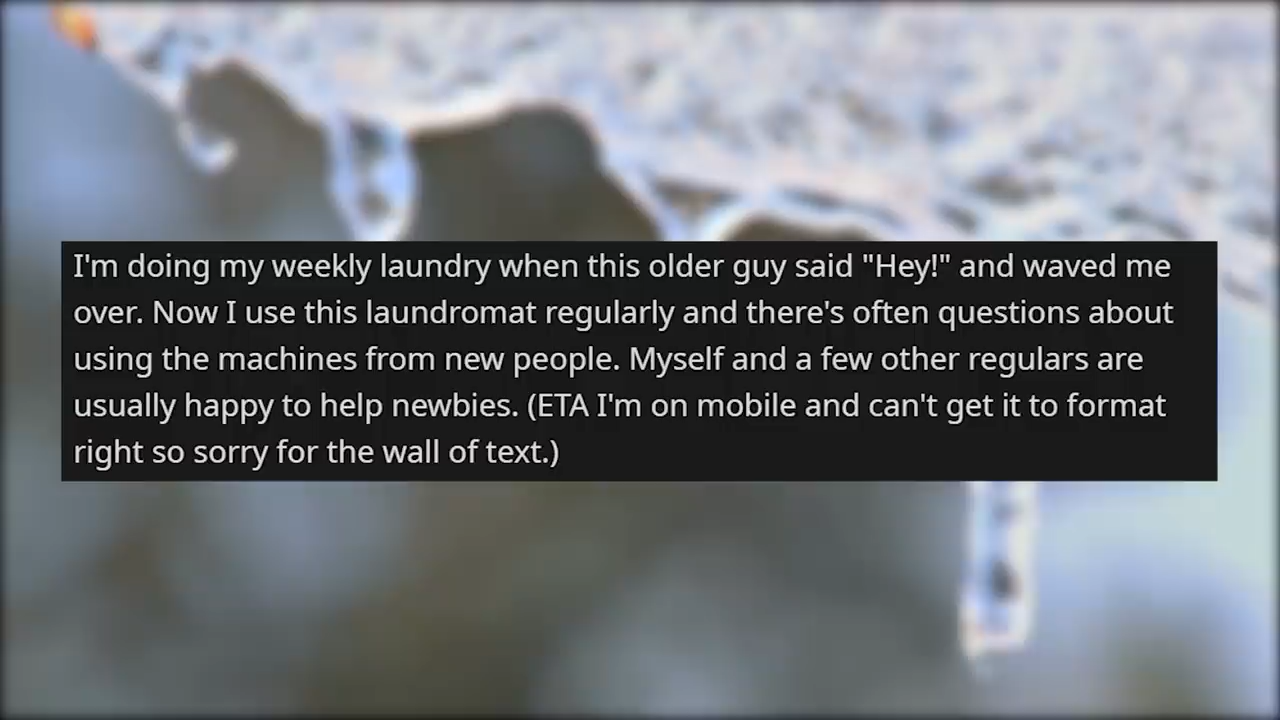 I'm doing my weekly laundry when this older guy said "Hey!" and waved me
over. Now I use this laundromat regularly and there's often questions about
using the machines from new people. Myself and a few other regulars are
usually happy to help newbies. (ETA I'm on mobile and can't get it to format
right so sorry for the wall of text.)